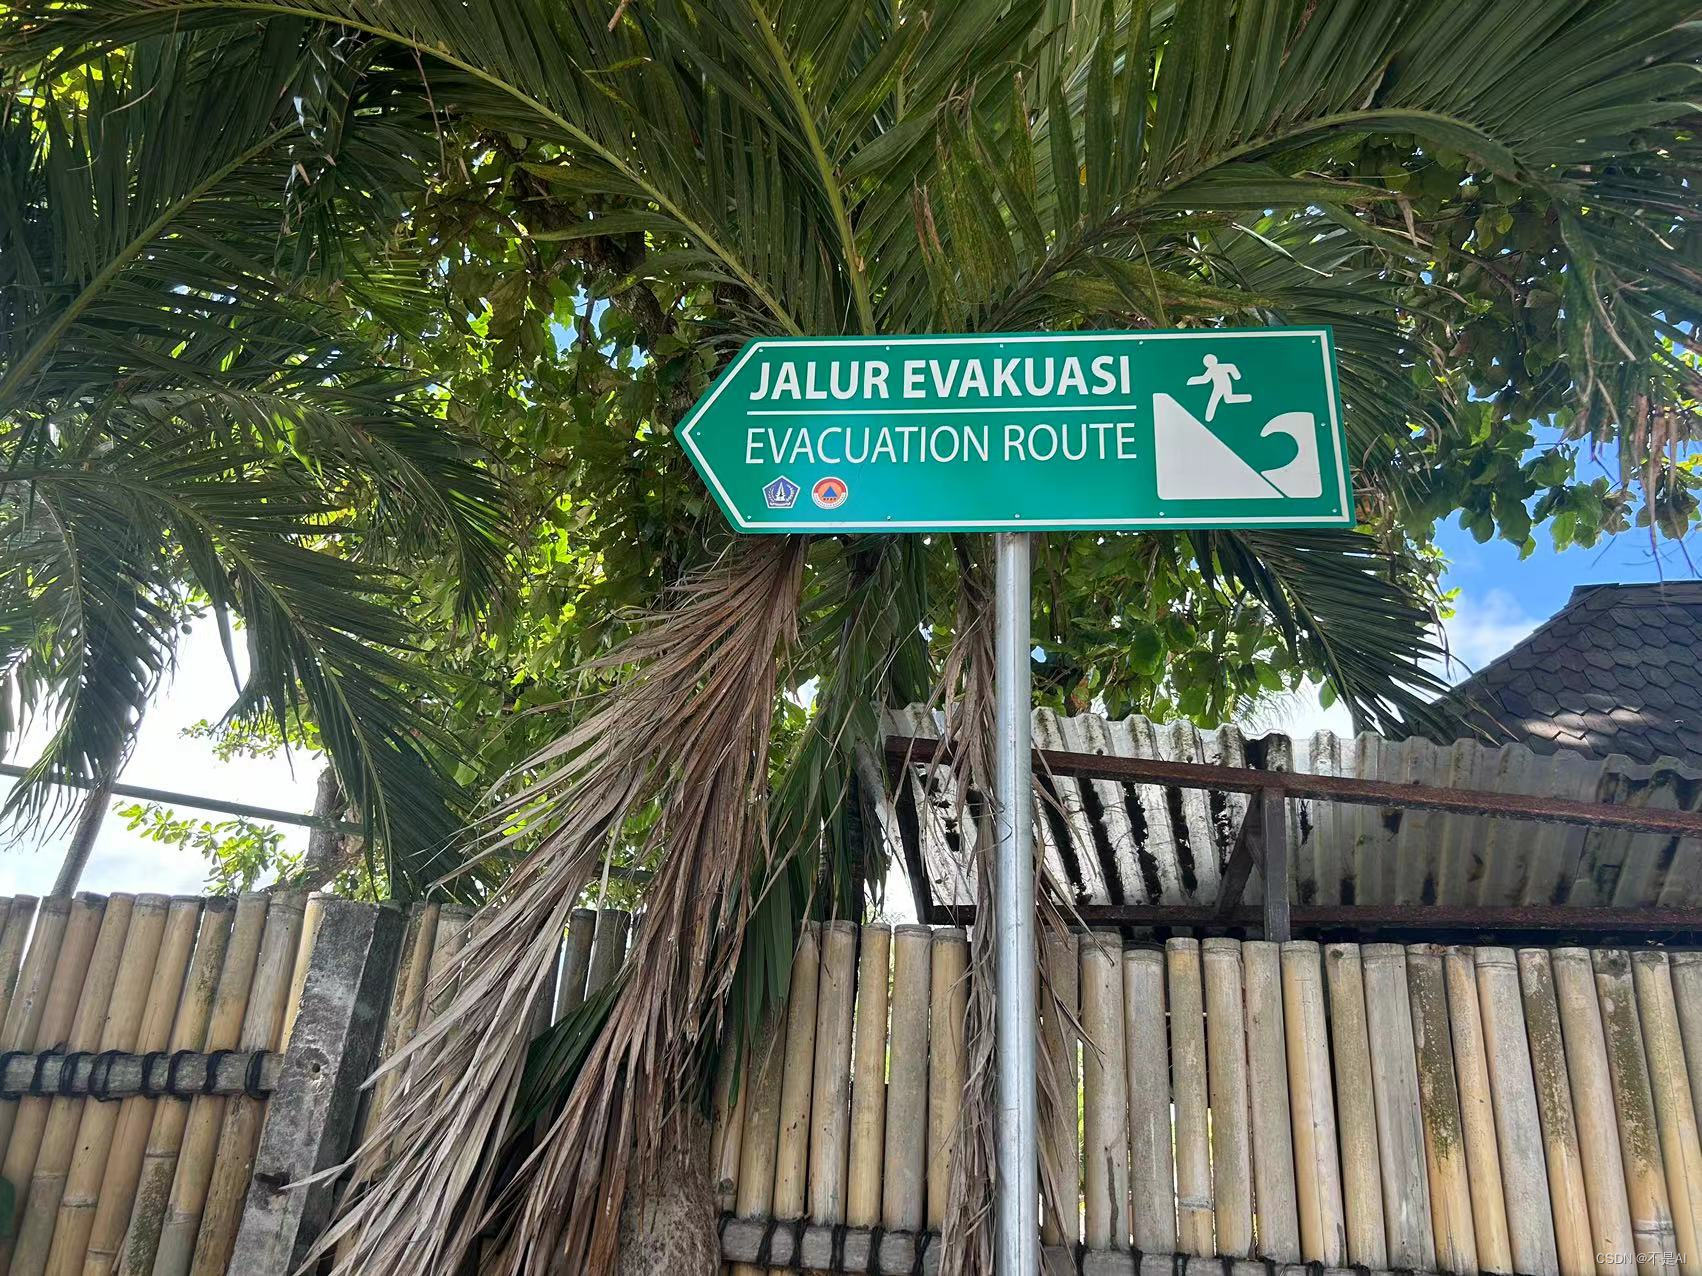 JALUR EVAKUASI
EVACUATION ROUTE
CSDN @不是AI